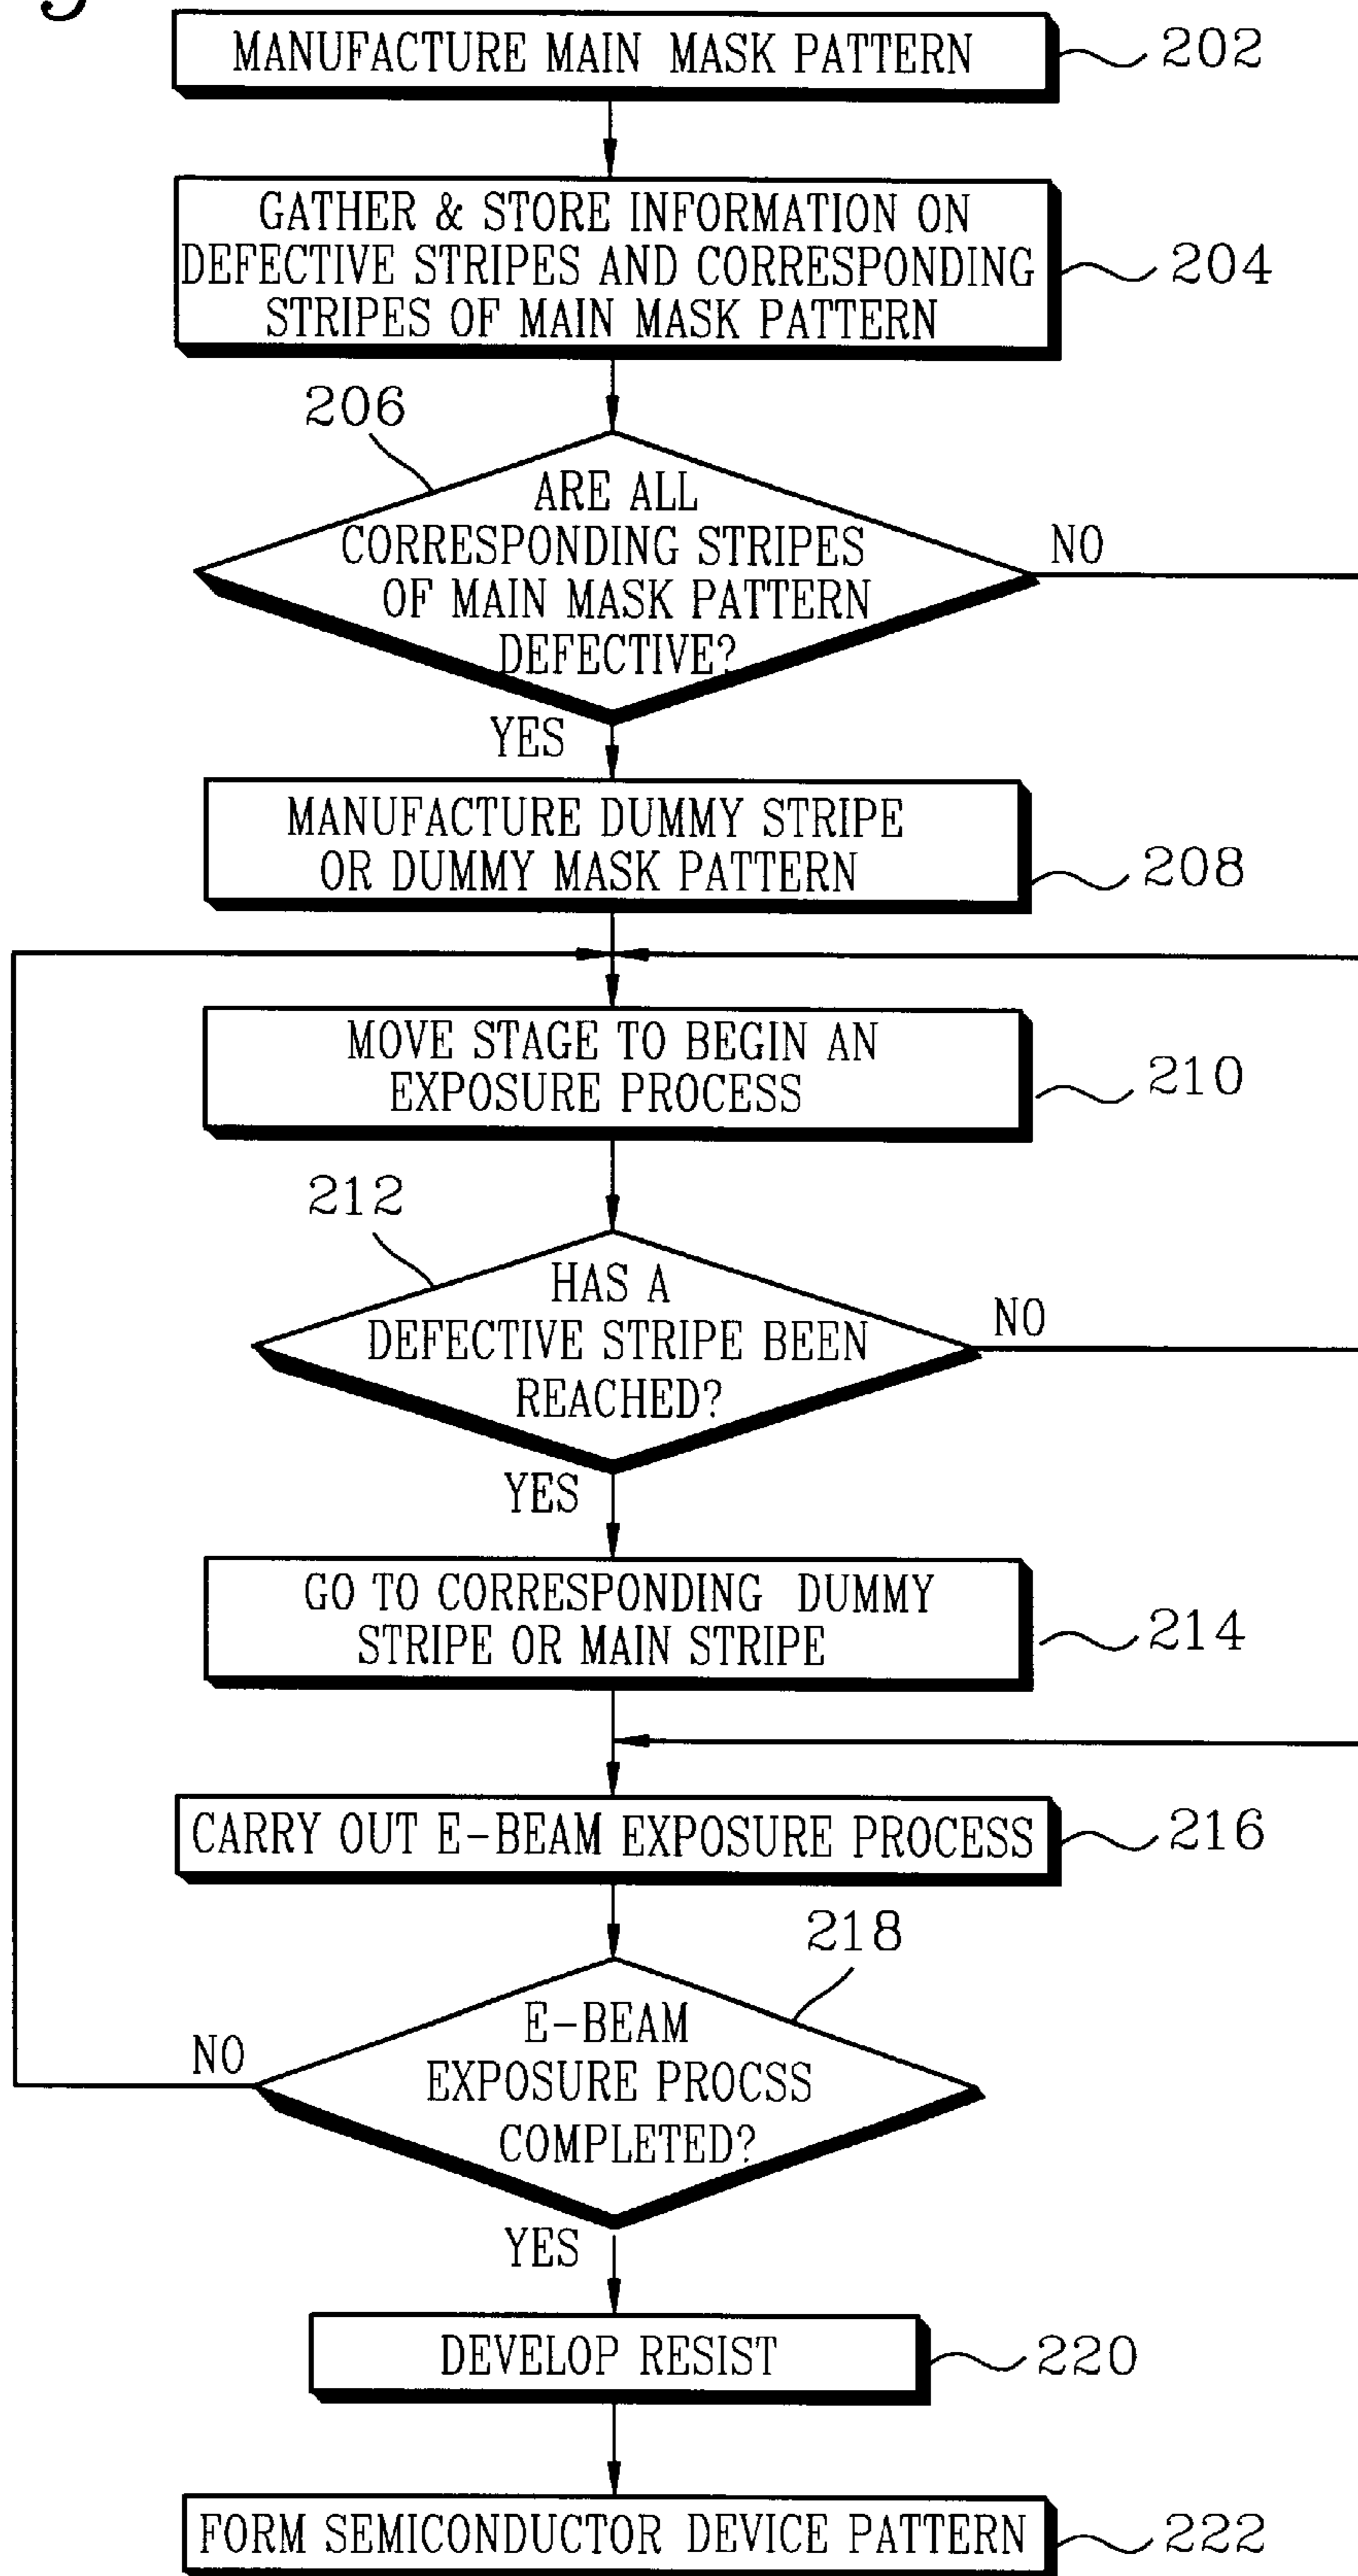 MANUFACTURE MAIN MASK PATTERN
202
GATHER & STORE INFORMATION ON
DEFECTIVE STRIPES AND CORRESPONDING
STRIPES OF MAIN MASK PATTERN
204
206
ARE ALL
CORRESPONDING STRIPES
OF MAIN MASK PATTERN
DEFECTIVE?
NO
YES
MANUFACTURE DUMMY STRIPE
OR DUMMY MASK PATTERN
208
MOVE STAGE TO BEGIN AN
EXPOSURE PROCESS
210
212
HAS A
DEFECTIVE STRIPE BEEN
REACHED?
NO
YES
GO TO CORRESPONDING DUMMY
STRIPE OR MAIN STRIPE
214
CARRY OUT E-BEAM EXPOSURE PROCESS
216
218
E-BEAM
EXPOSURE PROCSS
COMPLETED?
NO
YES
DEVELOP RESIST
220
FORM SEMICONDUCTOR DEVICE PATTERN
222